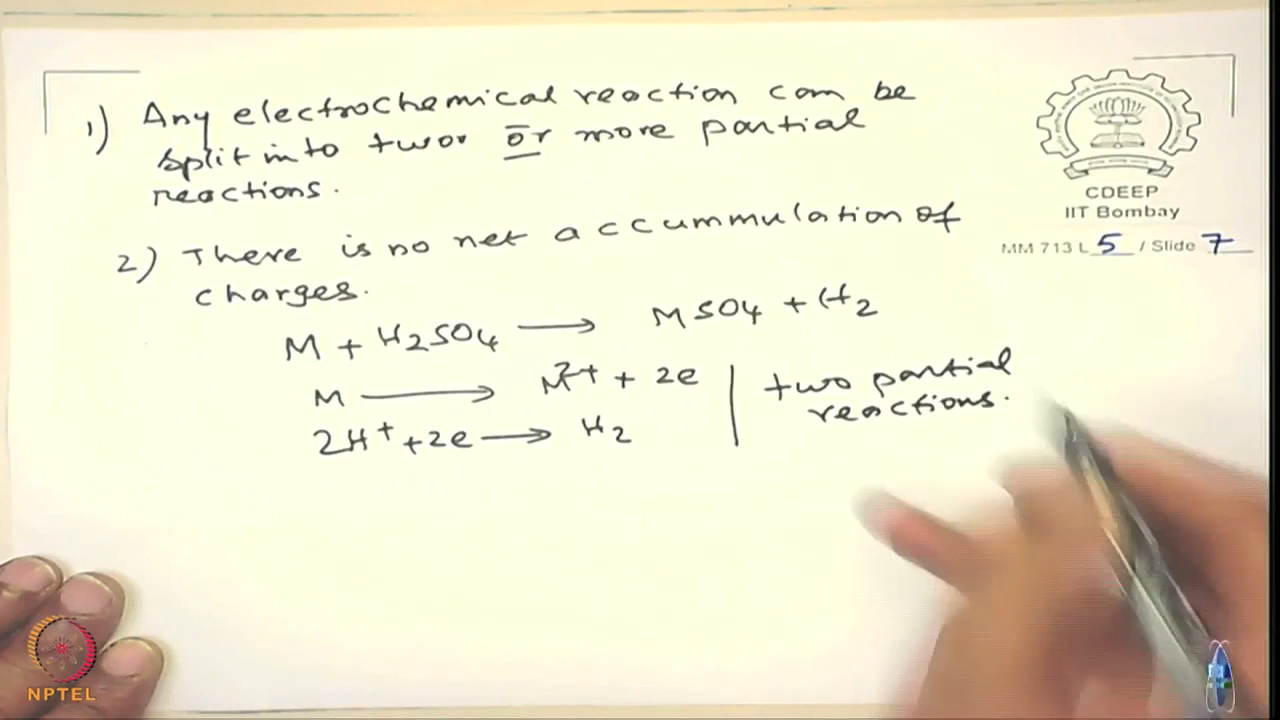 1) Any electrochemical reaction can be
split into twor or more partial
reactions.
2) There is no net accummulation of
charges.
M + H2SO4 → MSO4 + H2
M → M2+ + 2e
2H+ + 2e → H2
two partial
reactions.
CDEEP
IIT Bombay
MM 713 L 5 / Slide 7
NPTEL